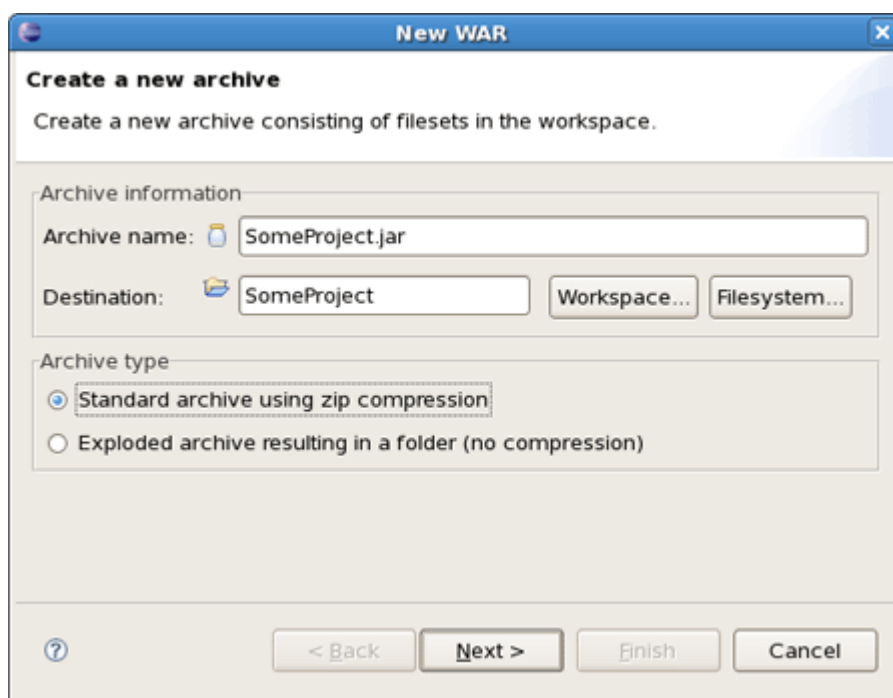 New WAR
Create a new archive
Create a new archive consisting of filesets in the workspace.
Archive information
Archive name: SomeProject.jar
Destination: SomeProject Workspace... Filesystem...
Archive type
Standard archive using zip compression
Exploded archive resulting in a folder (no compression)
? < Back Next > Finish Cancel